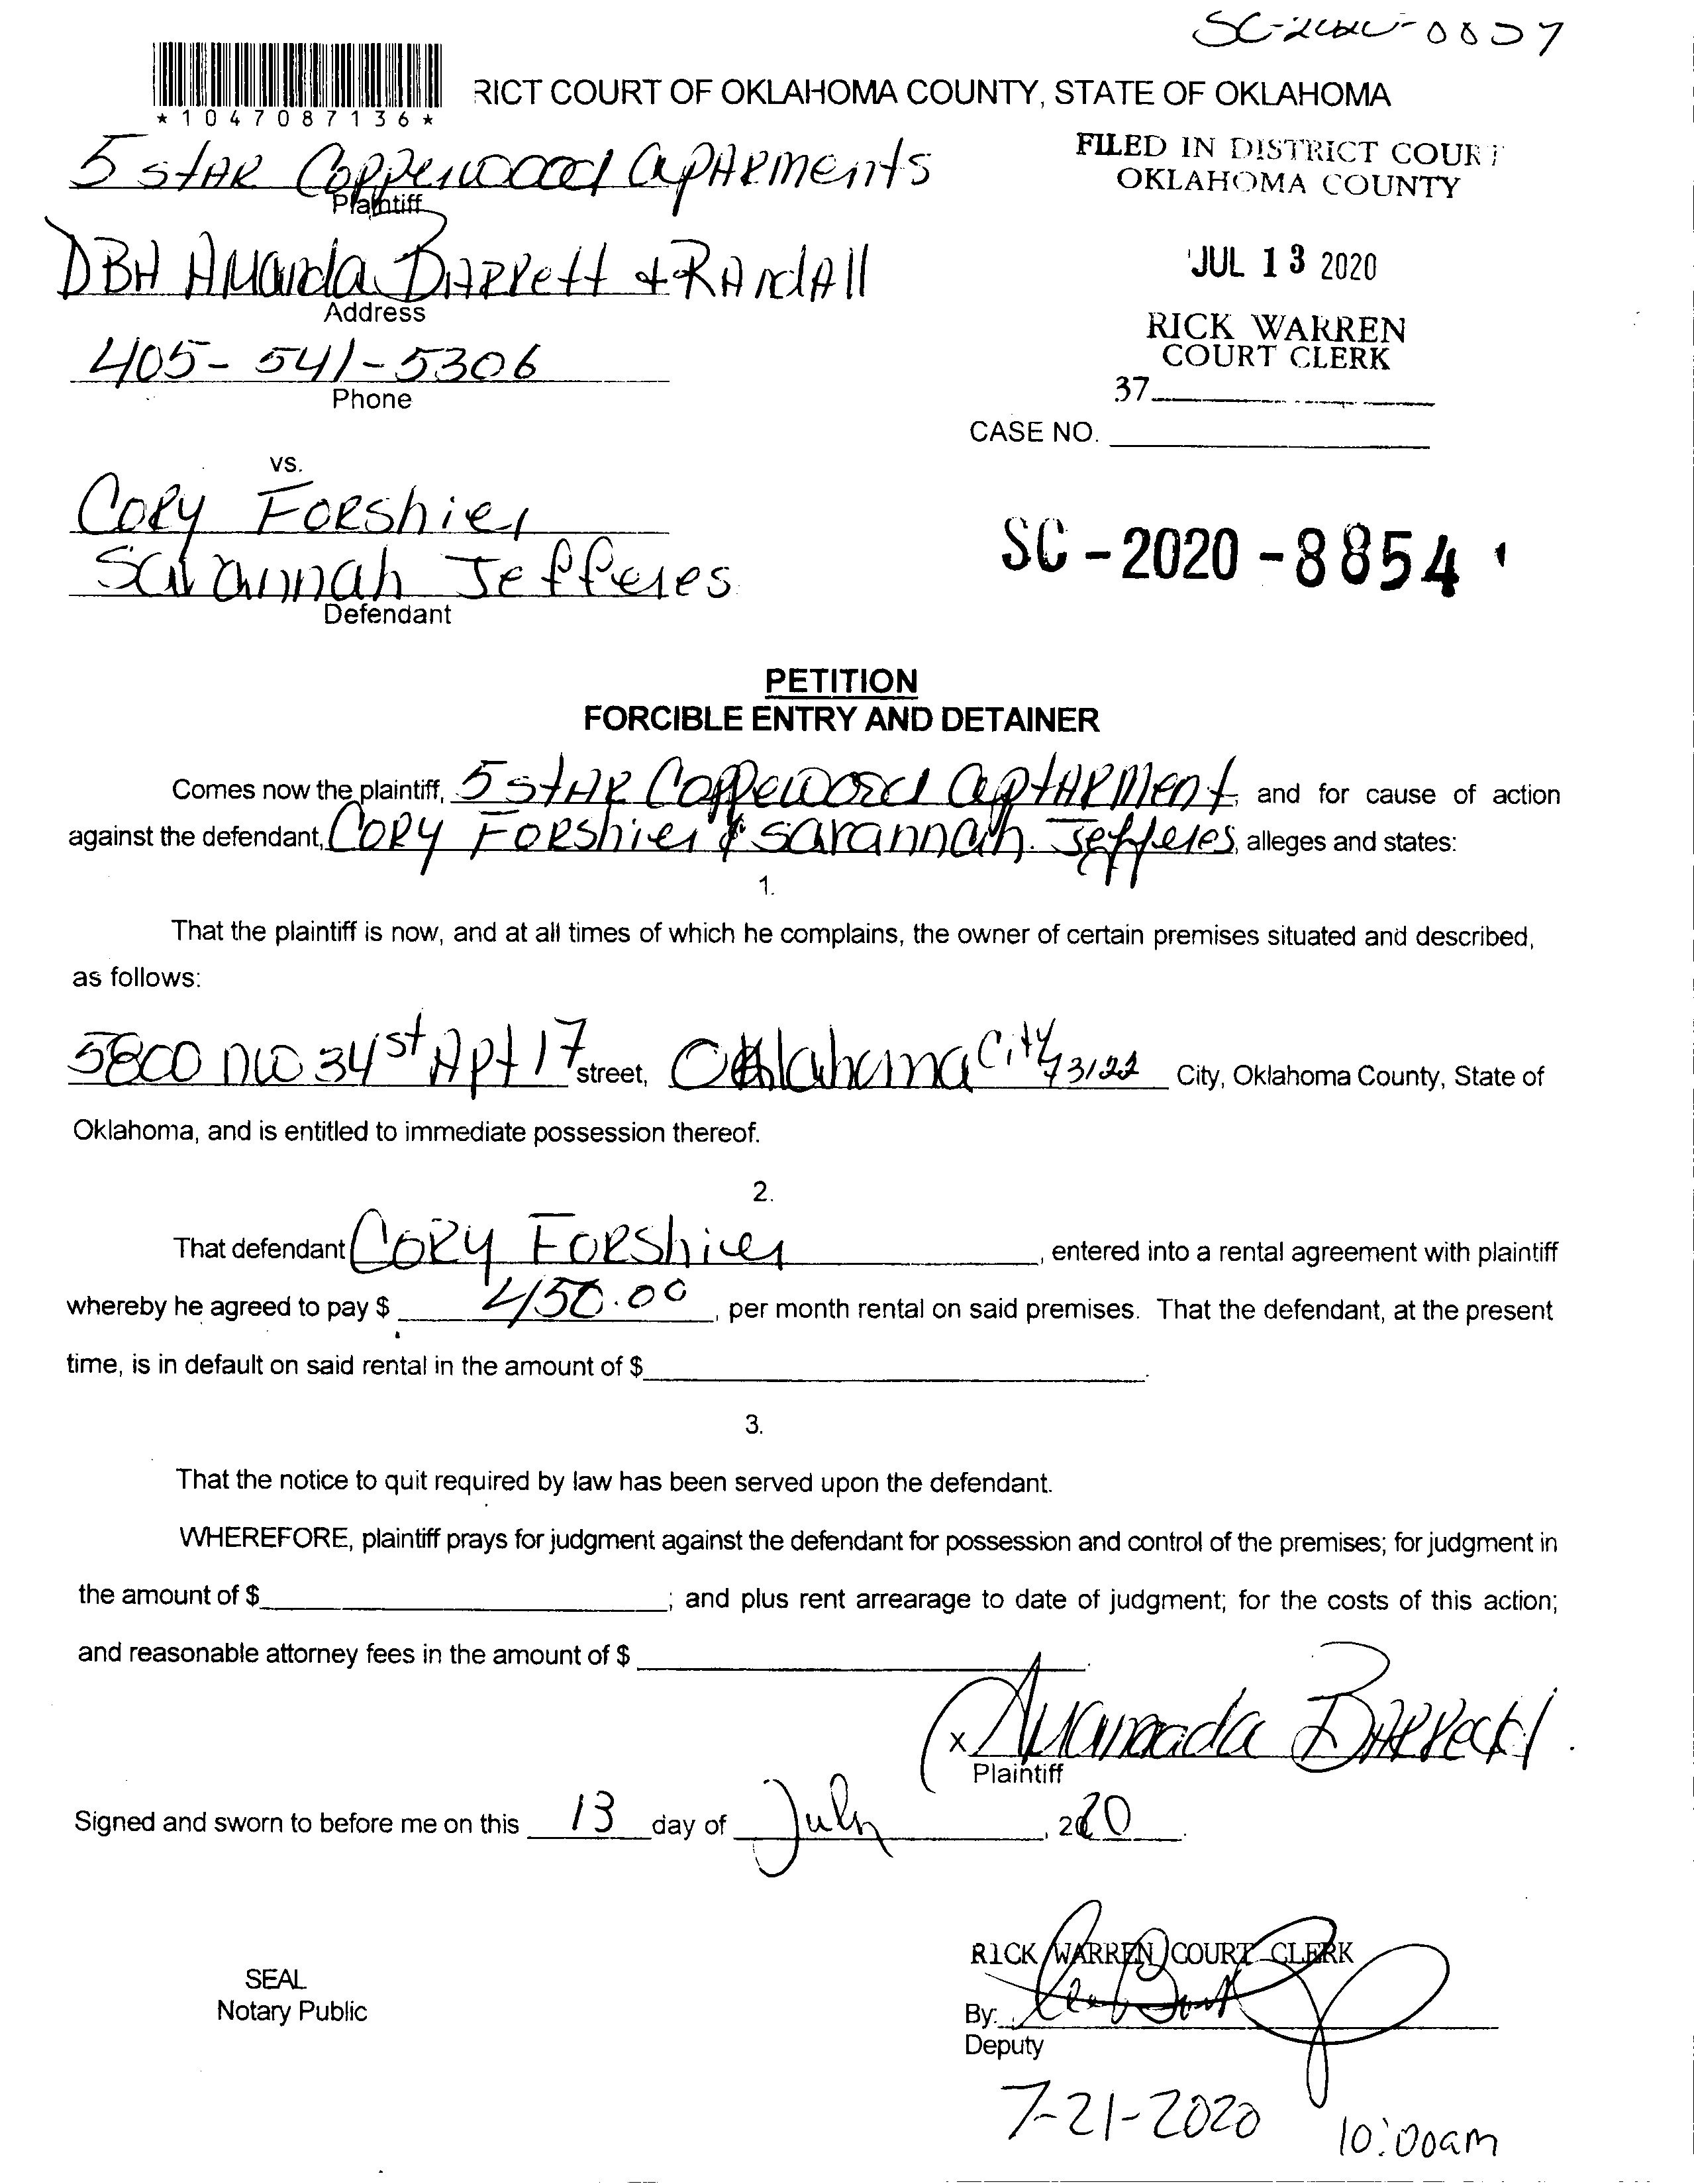 SC-2020-
*1047087136*
RICT COURT OF OKLAHOMA COUNTY, STATE OF OKLAHOMA
5 stAR Copperwood ApARments
Plaintiff
FILED IN DISTRICT COURT
OKLAHOMA COUNTY
DBA Amanda BARRett + RAndAll
Address
JUL 13 2020
405-541-5306
Phone
RICK WARREN
COURT CLERK
37
CASE NO.
vs.
CoRy FoRshier
Savannah Jefferes
Defendant
SC-2020-8854
PETITION
FORCIBLE ENTRY AND DETAINER
Comes now the plaintiff, 5 stAR Coppewood AptARMent, and for cause of action
against the defendant, CoRy FoRshier & Savannah Jefferes, alleges and states:
1.
That the plaintiff is now, and at all times of which he complains, the owner of certain premises situated and described,
as follows:
5800 NW 34st Apt 17 street, Oklahoma City 73122 City, Oklahoma County, State of
Oklahoma, and is entitled to immediate possession thereof.
2.
That defendant CoRy FoRshier, entered into a rental agreement with plaintiff
whereby he agreed to pay $ 450.00, per month rental on said premises. That the defendant, at the present
time, is in default on said rental in the amount of $.
3.
That the notice to quit required by law has been served upon the defendant.
WHEREFORE, plaintiff prays for judgment against the defendant for possession and control of the premises; for judgment in
the amount of $; and plus rent arrearage to date of judgment; for the costs of this action;
and reasonable attorney fees in the amount of $.
x Amanda BARRett
Plaintiff
Signed and sworn to before me on this 13 day of July, 2020.
RICK WARREN COURT CLERK
SEAL
Notary Public
By:
Deputy
7-21-2020 10:00am